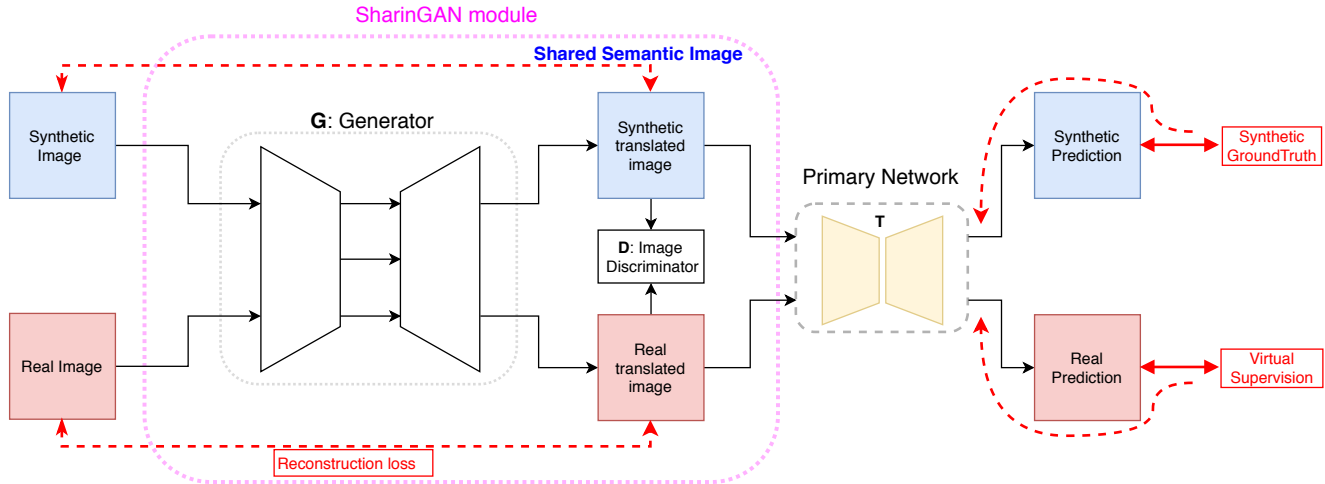 SharinGAN module
Shared Semantic Image
Synthetic
Image
G: Generator
Synthetic
translated
image
Synthetic
Prediction
Synthetic
GroundTruth
Primary Network
T
D: Image
Discriminator
Real Image
Real
translated
image
Real
Prediction
Virtual
Supervision
Reconstruction loss